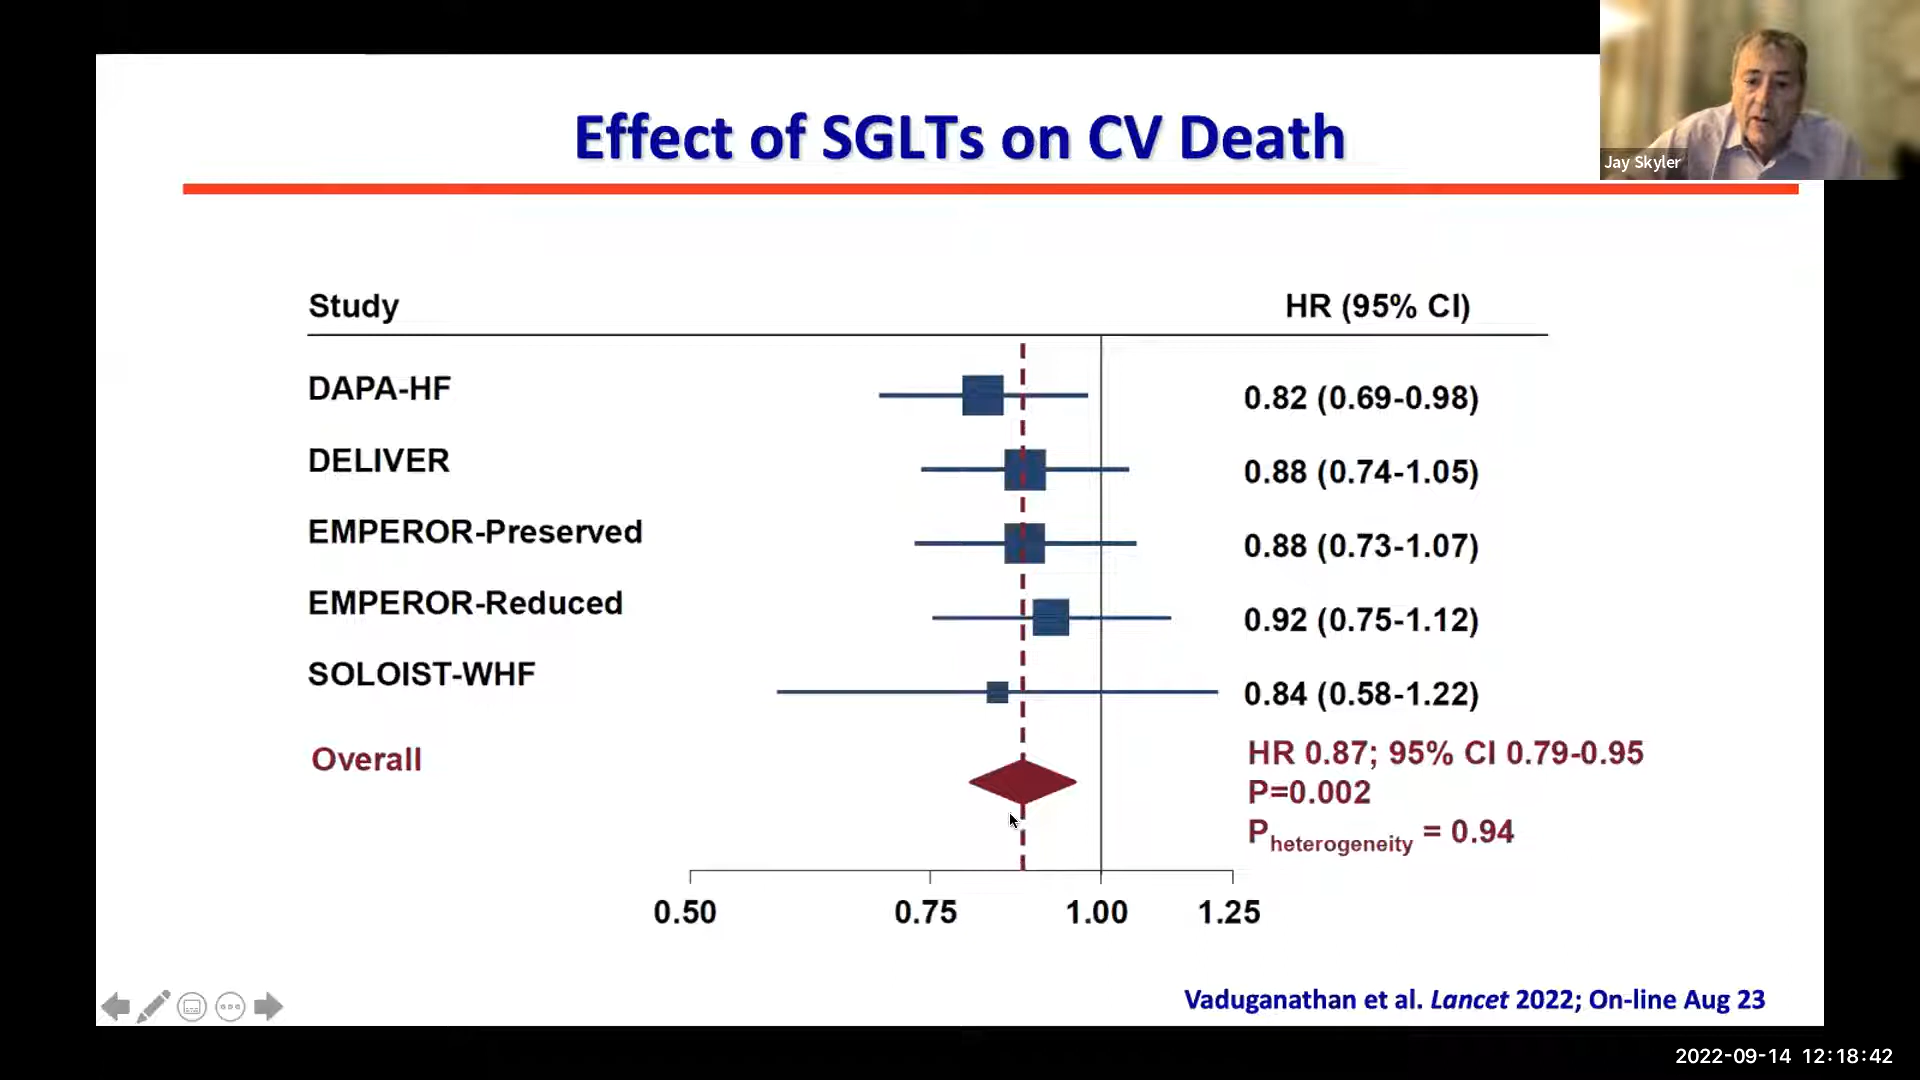 Effect of SGLTs on CV Death
Jay Skyler
Study HR (95% CI)
DAPA-HF 0.82 (0.69-0.98)
DELIVER 0.88 (0.74-1.05)
EMPEROR-Preserved 0.88 (0.73-1.07)
EMPEROR-Reduced 0.92 (0.75-1.12)
SOLOIST-WHF 0.84 (0.58-1.22)
Overall HR 0.87; 95% CI 0.79-0.95
P=0.002
Pheterogeneity = 0.94
0.50 0.75 1.00 1.25
Vaduganathan et al. Lancet 2022; On-line Aug 23
2022-09-14 12:18:42